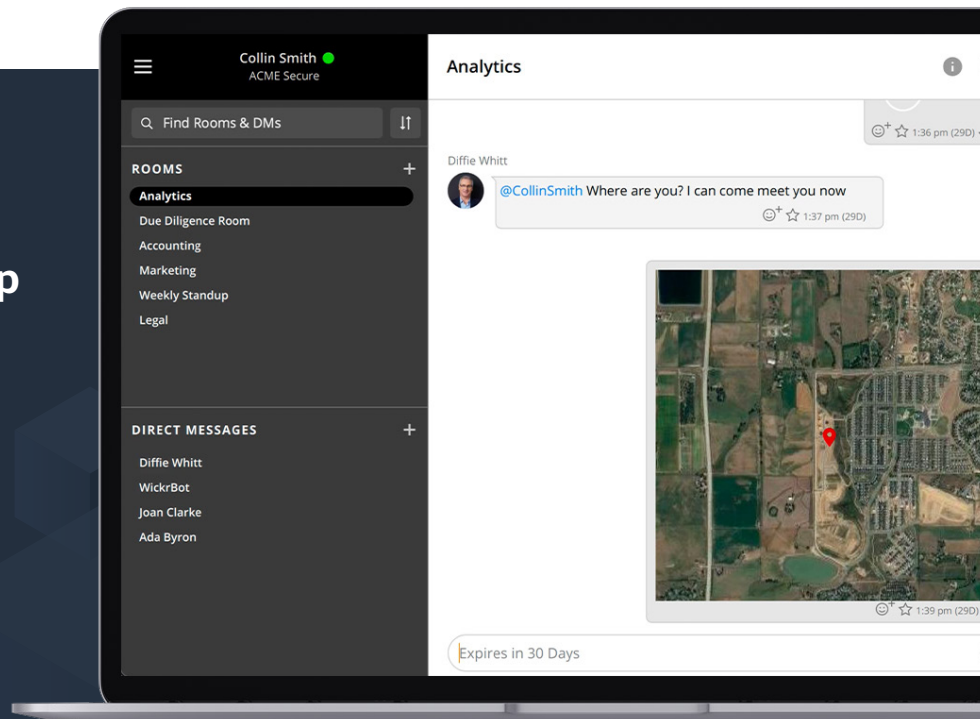 p
Collin Smith
ACME Secure
Find Rooms & DMs
ROOMS
Analytics
Due Diligence Room
Accounting
Marketing
Weekly Standup
Legal
DIRECT MESSAGES
Diffie Whitt
WickrBot
Joan Clarke
Ada Byron
Analytics
1:36 pm (29D)
Diffie Whitt
@CollinSmith Where are you? I can come meet you now
1:37 pm (29D)
1:39 pm (29D)
Expires in 30 Days